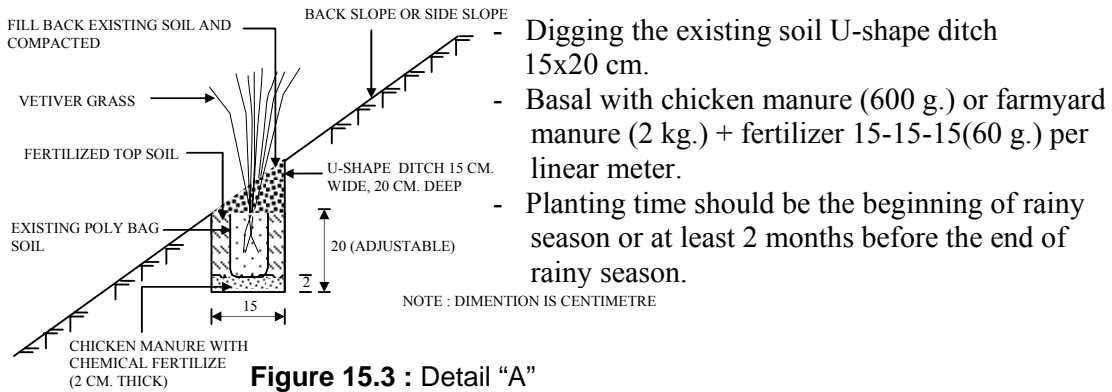 FILL BACK EXISTING SOIL AND
COMPACTED
VETIVER GRASS
FERTILIZED TOP SOIL
EXISTING POLY BAG
SOIL
CHICKEN MANURE WITH
CHEMICAL FERTILIZE
(2 CM. THICK)
BACK SLOPE OR SIDE SLOPE
U-SHAPE DITCH 15 CM.
WIDE, 20 CM. DEEP
20 (ADJUSTABLE)
2
15
NOTE : DIMENTION IS CENTIMETRE
- Digging the existing soil U-shape ditch
15x20 cm.
- Basal with chicken manure (600 g.) or farmyard
manure (2 kg.) + fertilizer 15-15-15(60 g.) per
linear meter.
- Planting time should be the beginning of rainy
season or at least 2 months before the end of
rainy season.
Figure 15.3 : Detail “A”